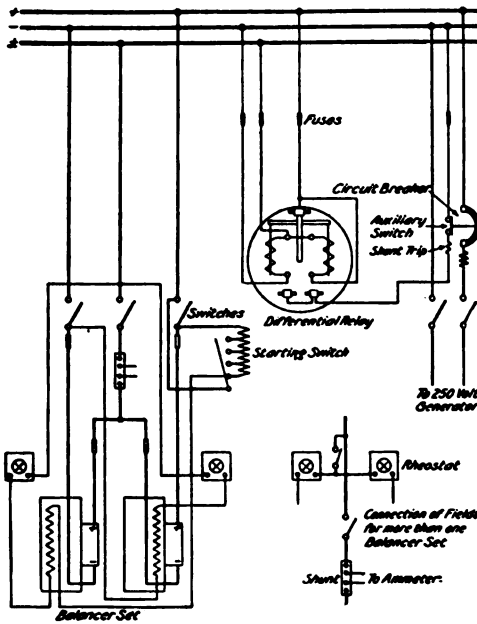 +
-
±
Fuses
Circuit Breaker
Auxiliary
Switch
Shunt Trip
Switches
Differential Relay
Starting Switch
To 250 Volt
Generator
Rheostat
Connection of Fields
for more than one
Balancer Set
Shunt
To Ammeter.
Balancer Set